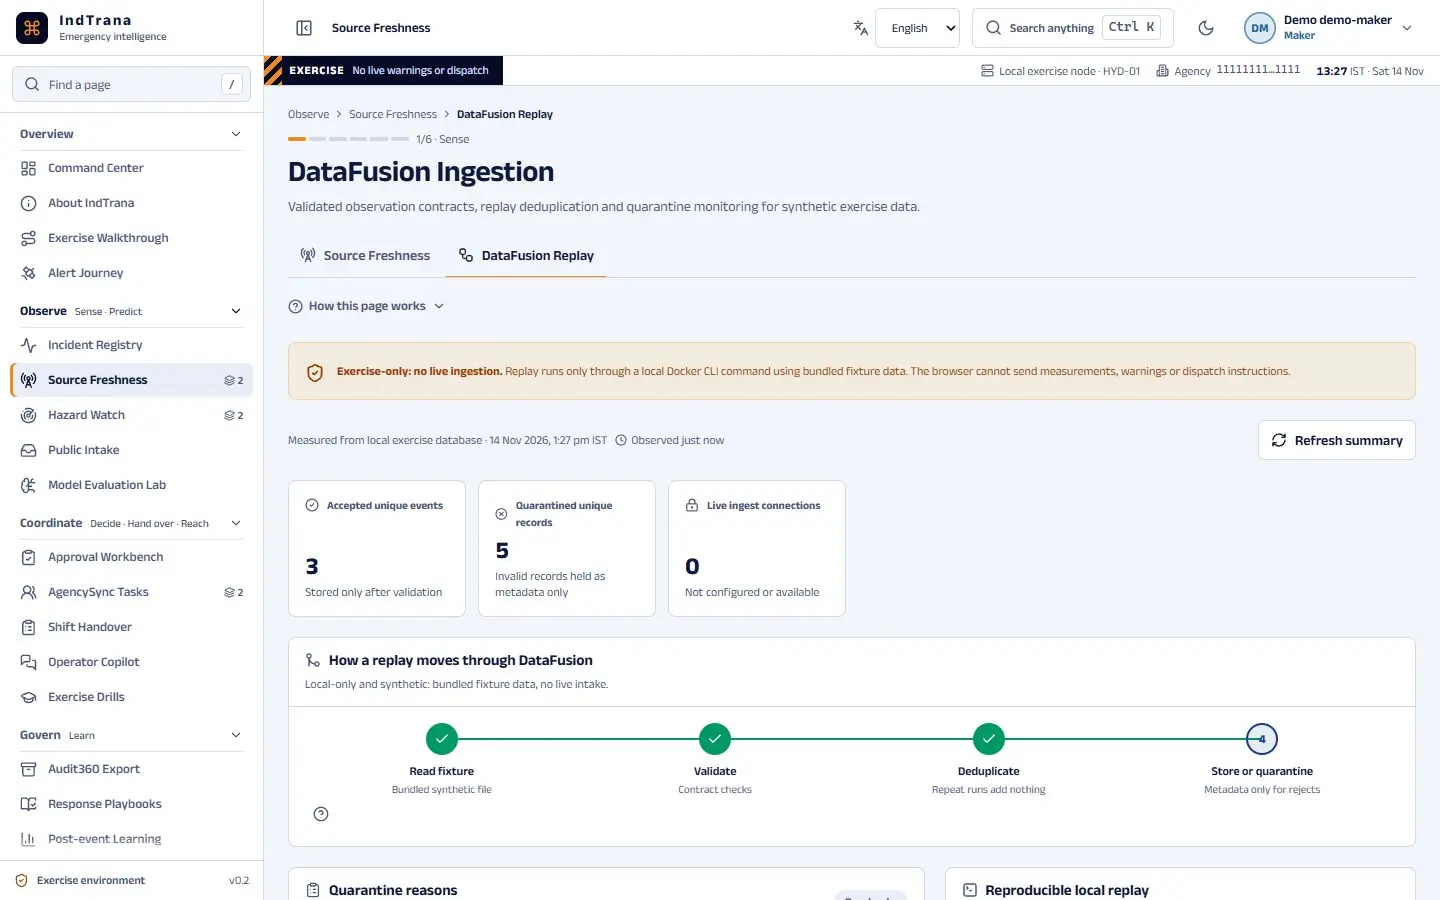 IndTrana
Emergency intelligence
Find a page
/
Overview
Command Center
About IndTrana
Exercise Walkthrough
Alert Journey
Observe Sense · Predict
Incident Registry
Source Freshness 2
Hazard Watch 2
Public Intake
Model Evaluation Lab
Coordinate Decide · Hand over · Reach
Approval Workbench
AgencySync Tasks 2
Shift Handover
Operator Copilot
Exercise Drills
Govern Learn
Audit360 Export
Response Playbooks
Post-event Learning
Exercise environment v0.2
Source Freshness
English
Search anything Ctrl K
DM
Demo demo-maker
Maker
EXERCISE No live warnings or dispatch
Local exercise node · HYD-01
Agency 11111111…1111
13:27 IST · Sat 14 Nov
Observe > Source Freshness > DataFusion Replay
1/6 · Sense
DataFusion Ingestion
Validated observation contracts, replay deduplication and quarantine monitoring for synthetic exercise data.
Source Freshness
DataFusion Replay
How this page works
Exercise-only: no live ingestion. Replay runs only through a local Docker CLI command using bundled fixture data. The browser cannot send measurements, warnings or dispatch instructions.
Measured from local exercise database · 14 Nov 2026, 1:27 pm IST Observed just now
Refresh summary
Accepted unique events
3
Stored only after validation
Quarantined unique
records
5
Invalid records held as
metadata only
Live ingest connections
0
Not configured or available
How a replay moves through DataFusion
Local-only and synthetic: bundled fixture data, no live intake.
Read fixture
Bundled synthetic file
Validate
Contract checks
Deduplicate
Repeat runs add nothing
4
Store or quarantine
Metadata only for rejects
Quarantine reasons
Reproducible local replay